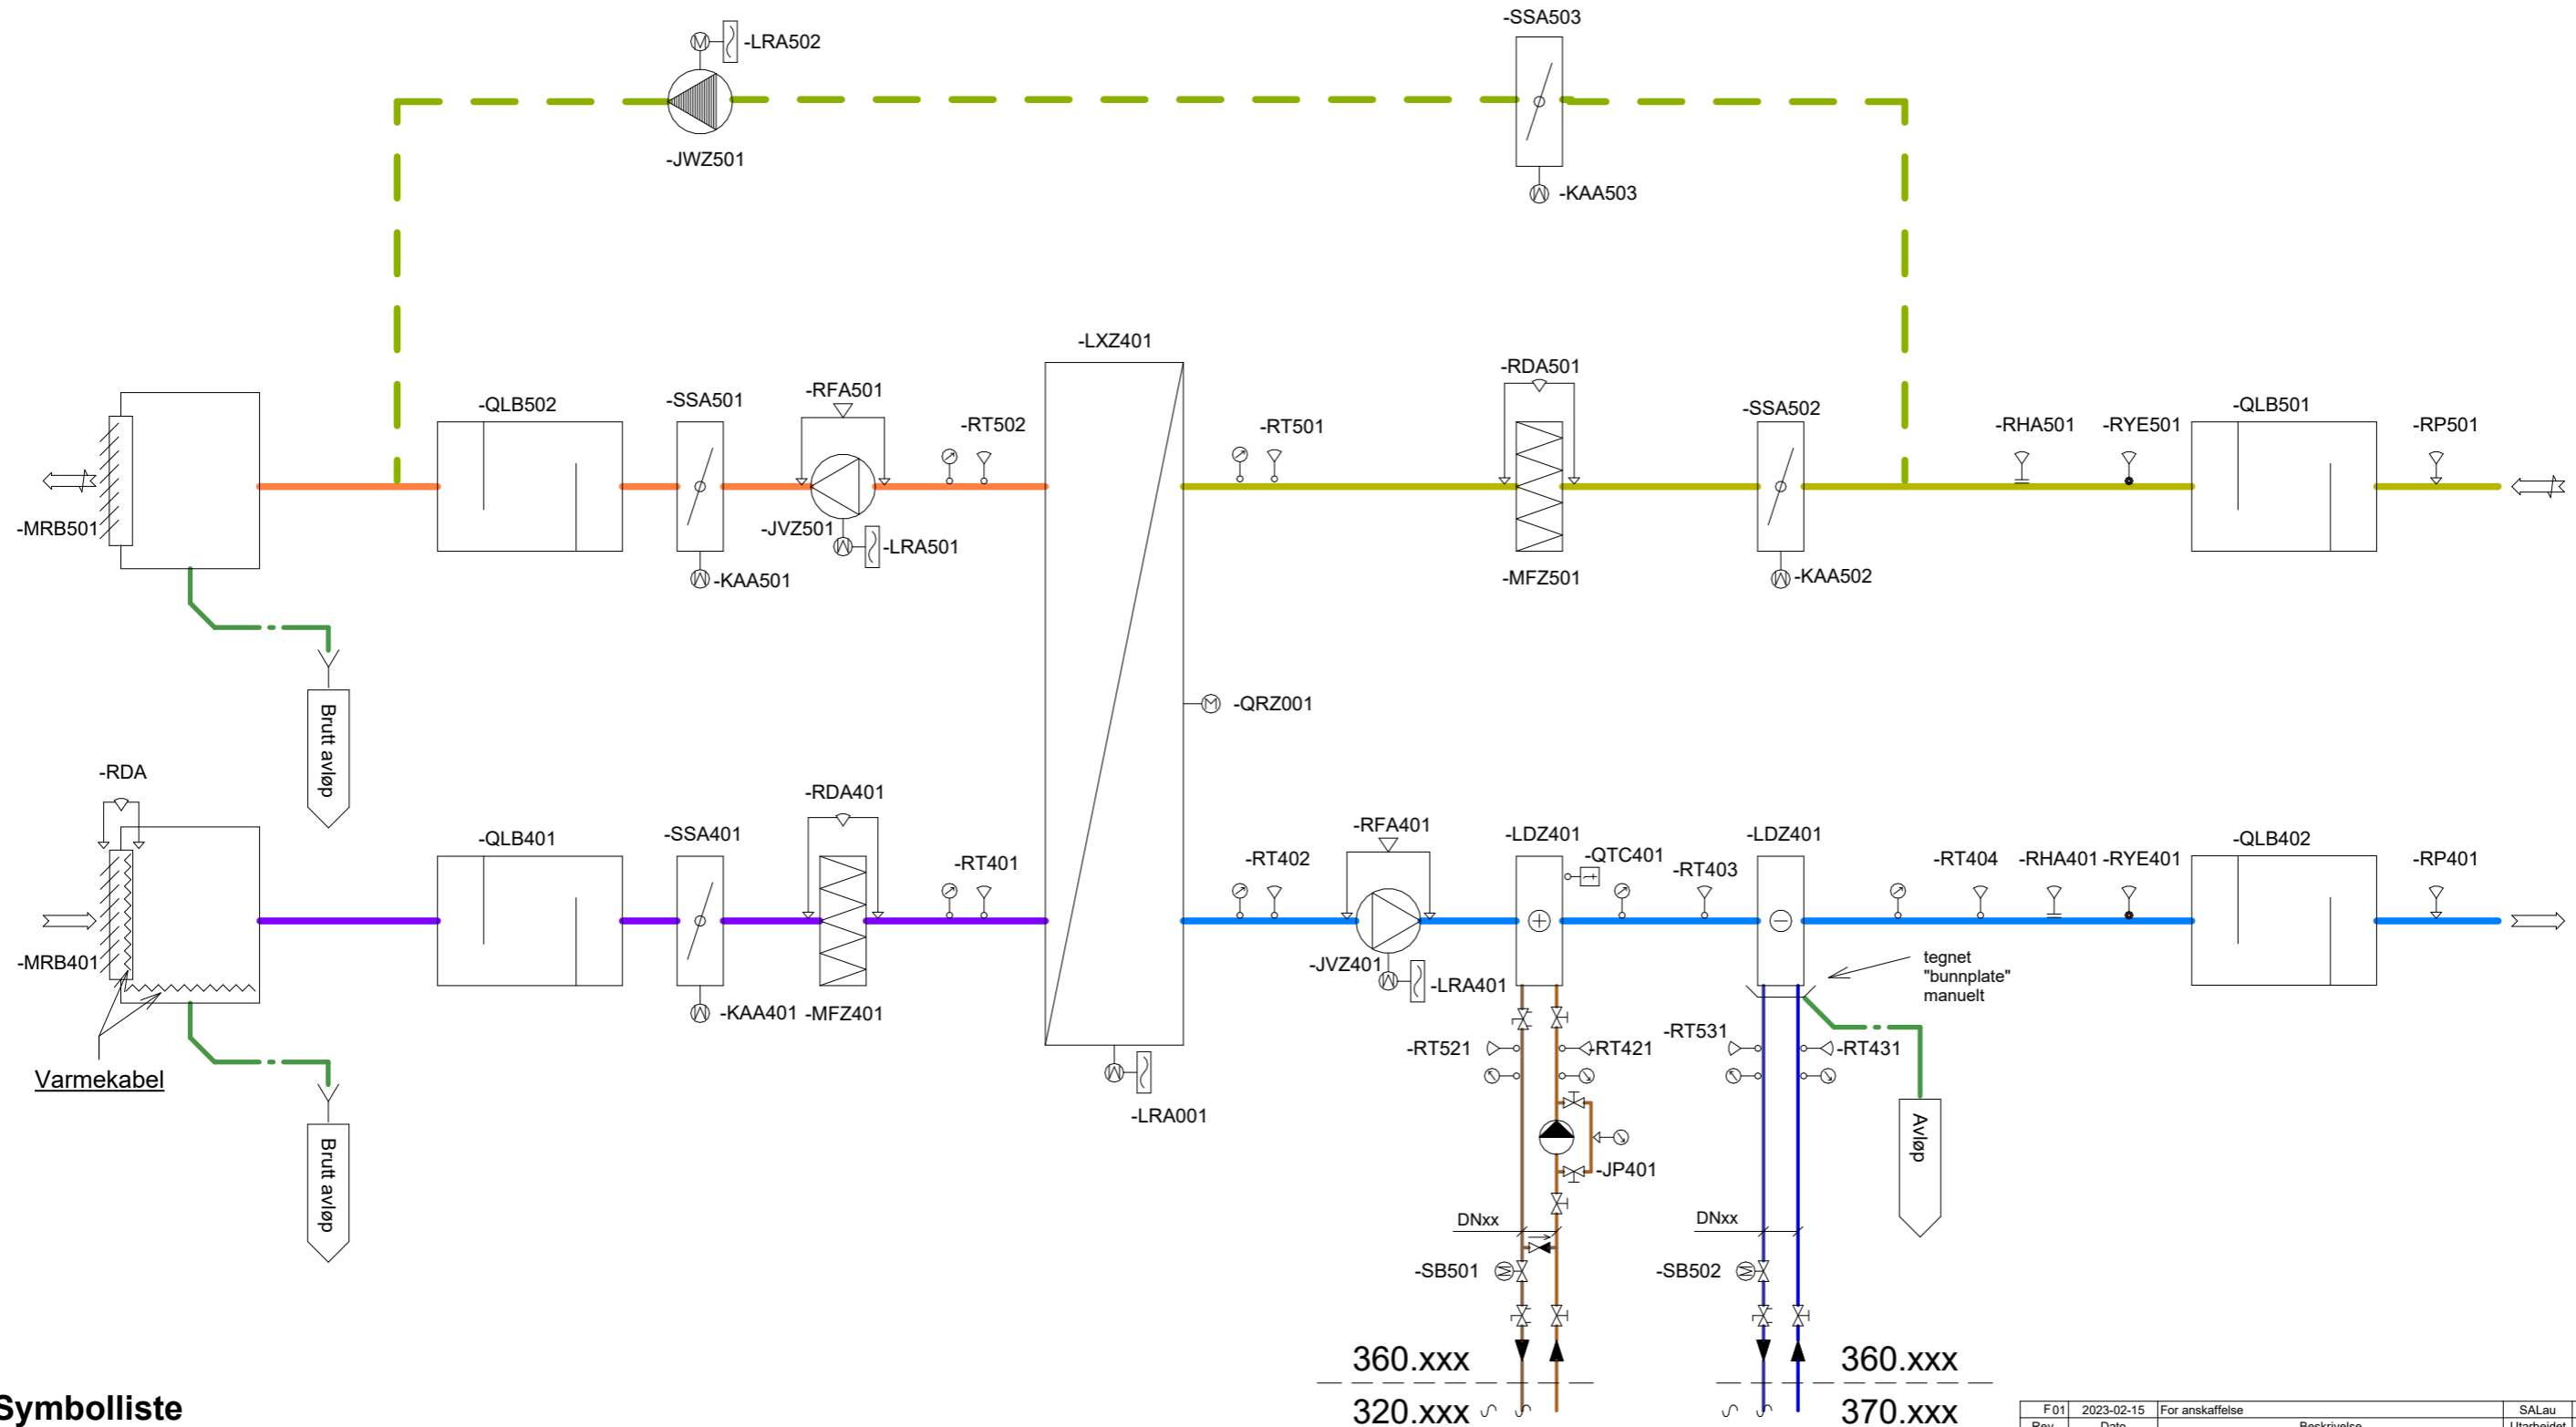 -SSA503
-LRA502
-JWZ501
-KAA503
-LXZ401
-RDA501
-RFA501
-QLB502
-SSA501
-SSA502
-QLB501
-RT502
-RT501
-RHA501
-RYE501
-RP501
-MRB501
-JVZ501
-LRA501
-KAA501
-MFZ501
-KAA502
M
-QRZ001
Brutt avløp
-RDA
-RDA401
-QLB401
-SSA401
-RFA401
-LDZ401
-LDZ401
-QLB402
-RT401
-RT402
-QTC401
-RT403
-RT404
-RHA401
-RYE401
-RP401
-MRB401
-JVZ401
-LRA401
tegnet
"bunnplate"
manuelt
-KAA401
-MFZ401
-RT521
-RT421
-RT531
-RT431
Varmekabel
-LRA001
Brutt avløp
Avløp
-JP401
DNxx
DNxx
-SB501
-SB502
360.xxx
360.xxx
320.xxx
370.xxx
Symbolliste
F01 2023-02-15 For anskaffelse SALau
Rev. Dato Beskrivelse Utarbeidet